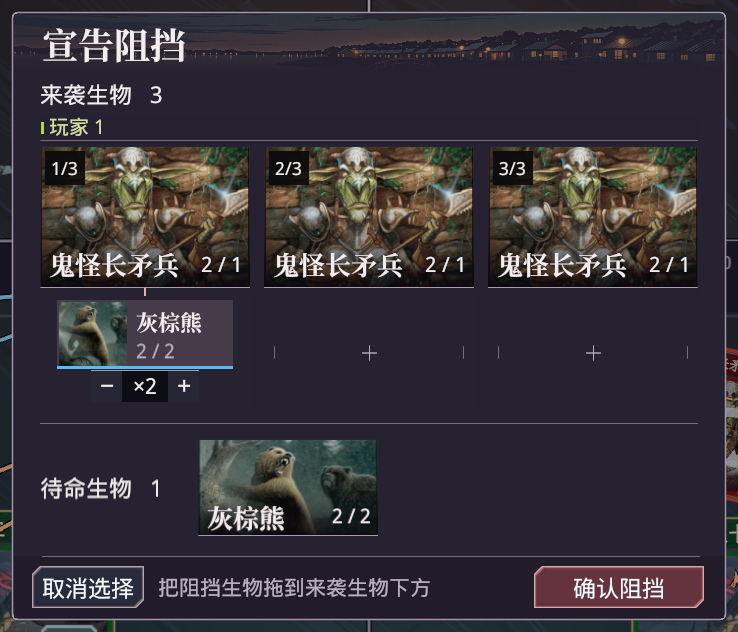 宣告阻挡
来袭生物 3
玩家 1
1/3 2/3 3/3
鬼怪长矛兵 2/1 鬼怪长矛兵 2/1 鬼怪长矛兵 2/1
灰棕熊
2/2
− ×2 +
待命生物 1
灰棕熊 2/2
取消选择 把阻挡生物拖到来袭生物下方 确认阻挡